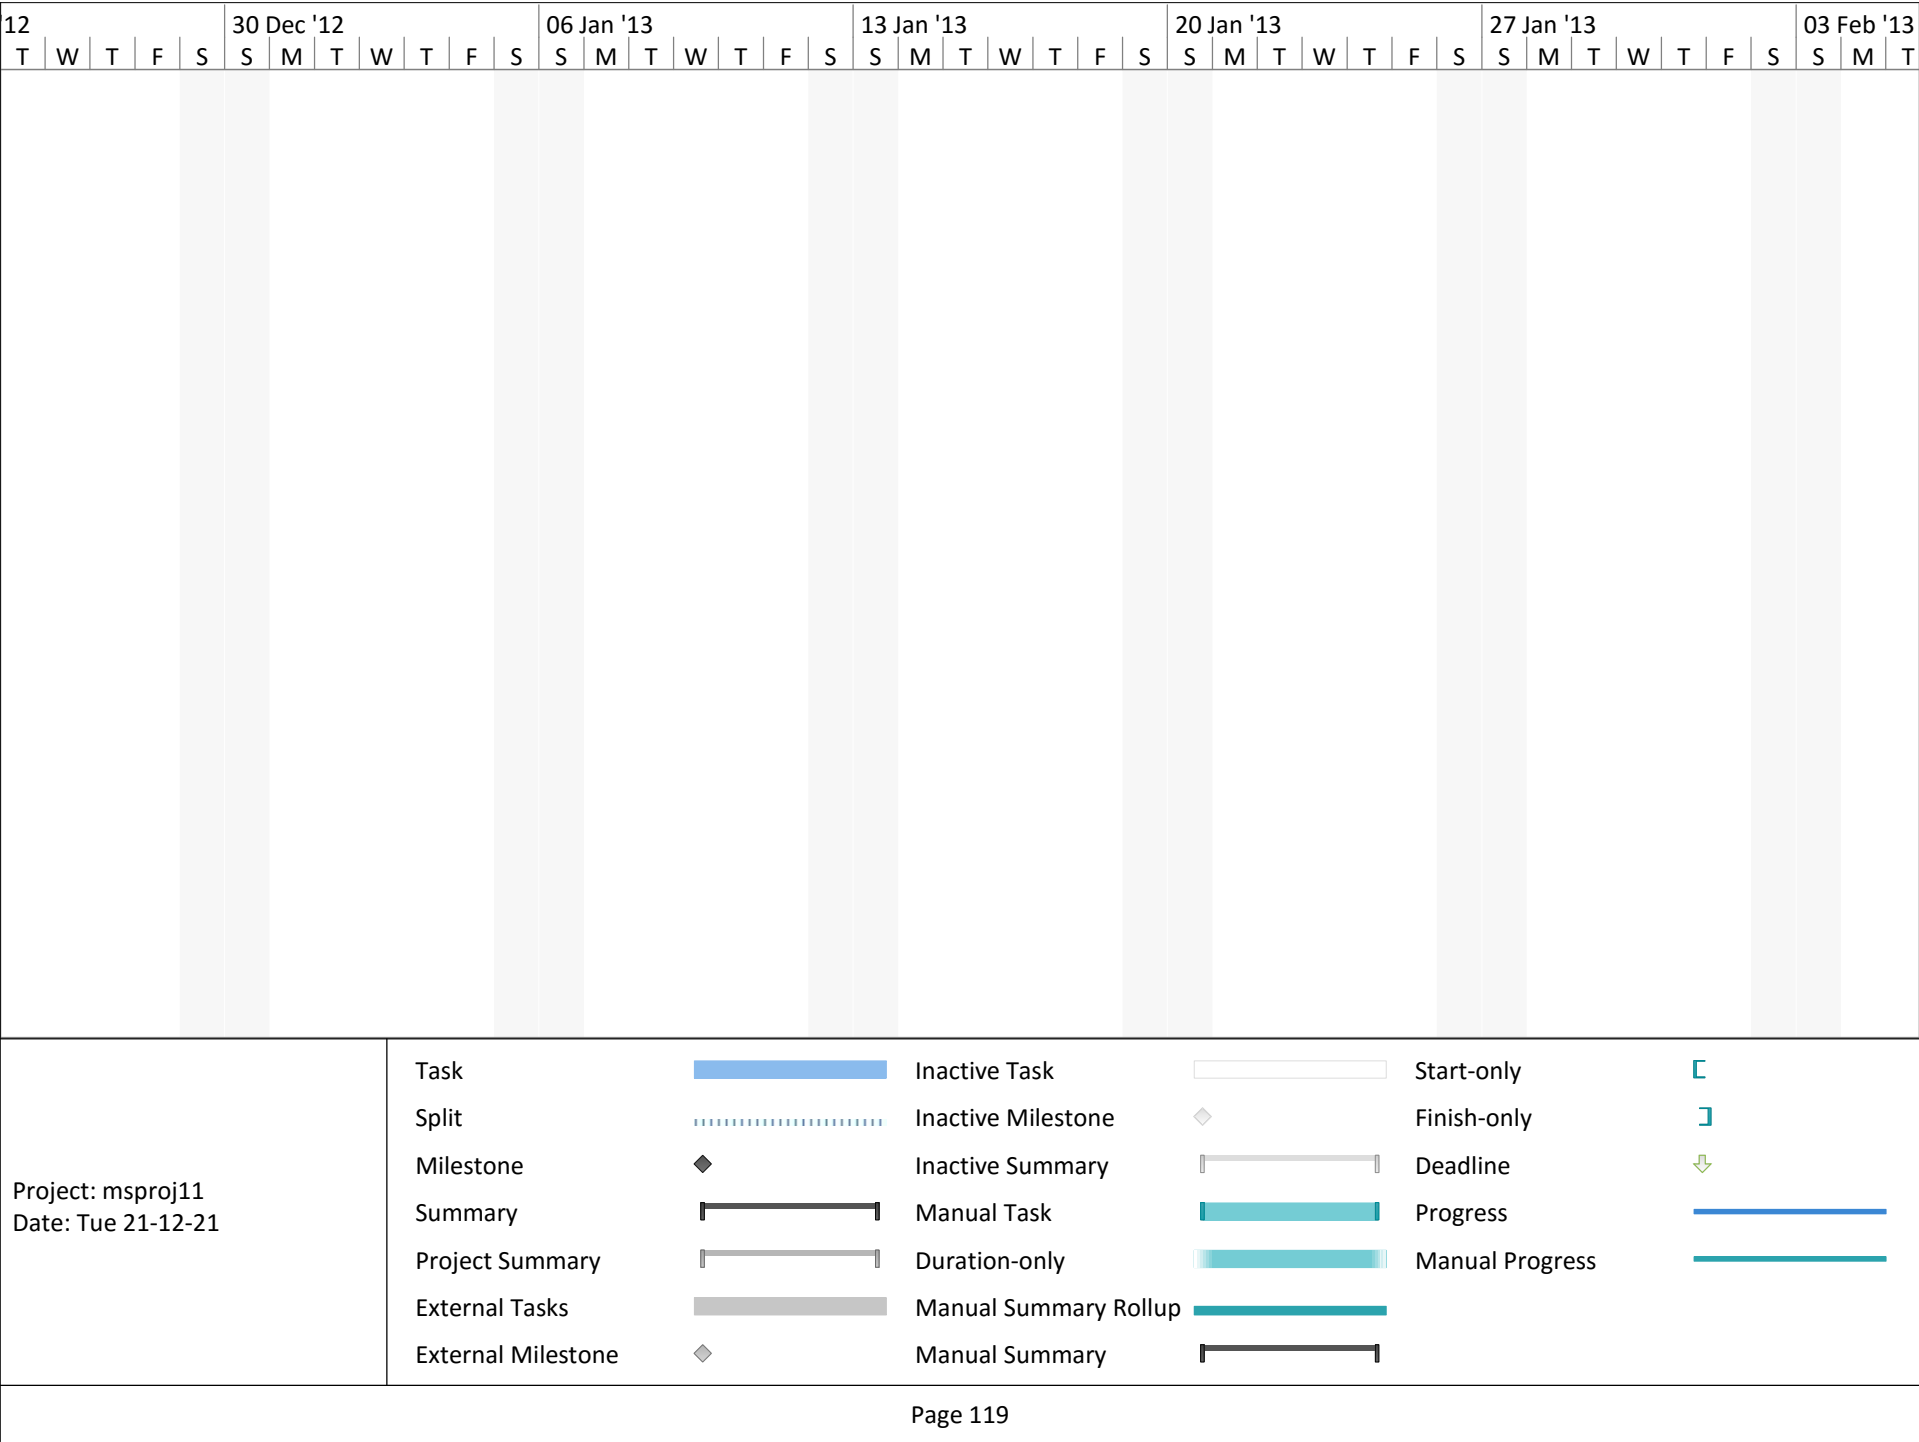 '12 30 Dec '12 06 Jan '13 13 Jan '13 20 Jan '13 27 Jan '13 03 Feb '13
T W T F S S M T W T F S S M T W T F S S M T W T F S S M T W T F S S M T W T F S S M T
Task Inactive Task Start-only
Split Inactive Milestone Finish-only
Milestone Inactive Summary Deadline
Project: msproj11
Date: Tue 21-12-21
Summary Manual Task Progress
Project Summary Duration-only Manual Progress
External Tasks Manual Summary Rollup
External Milestone Manual Summary
Page 119